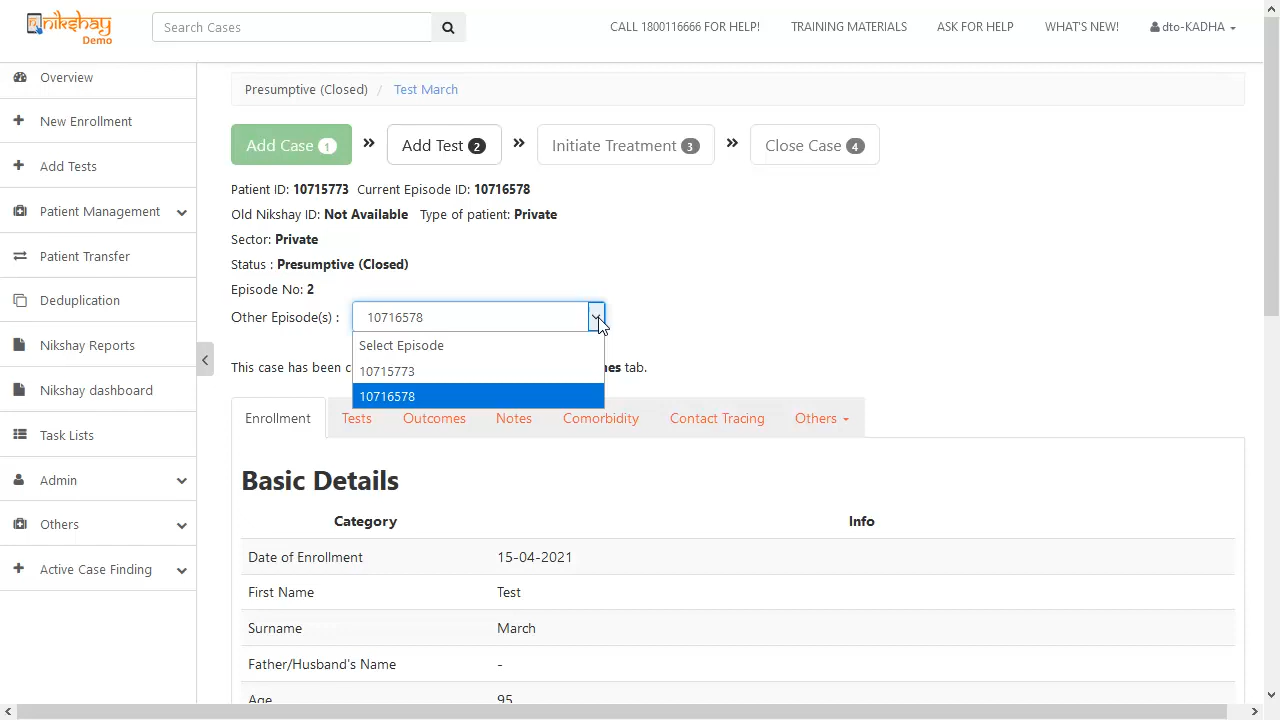 nikshay
Demo
Search Cases
CALL 1800116666 FOR HELP! TRAINING MATERIALS ASK FOR HELP WHAT'S NEW! dto-KADHA
Overview
New Enrollment
Add Tests
Patient Management
Patient Transfer
Deduplication
Nikshay Reports
Nikshay dashboard
Task Lists
Admin
Others
Active Case Finding
Presumptive (Closed) / Test March
Add Case 1 » Add Test 2 » Initiate Treatment 3 » Close Case 4
Patient ID: 10715773 Current Episode ID: 10716578
Old Nikshay ID: Not Available Type of patient: Private
Sector: Private
Status : Presumptive (Closed)
Episode No: 2
Other Episode(s) : 10716578
Select Episode
10715773
10716578
This case has been tab.
Enrollment Tests Outcomes Notes Comorbidity Contact Tracing Others
Basic Details
Category Info
Date of Enrollment 15-04-2021
First Name Test
Surname March
Father/Husband's Name -
Age 95